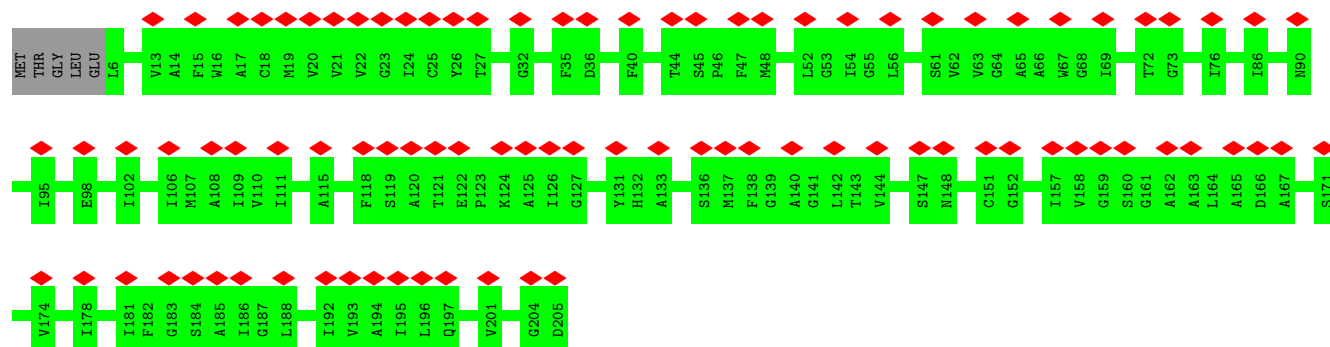 MET THR GLY LEU GLU L6 V13 A14 F15 W16 A17 C18 M19 V20 V21 V22 G23 I24 C25 Y26 T27 G32 F35 D36 F40 T44 S45 P46 F47 M48 L52 G53 I54 G55 L56 S61 V62 V63 G64 A65 A66 W67 G68 I69 T72 G73 I76 I86 N90
I95 E98 I102 I106 M107 A108 I109 V110 I111 A115 F118 S119 A120 T121 E122 P123 K124 A125 I126 G127 Y131 H132 A133 S136 M137 F138 G139 A140 G141 L142 T143 V144 S147 N148 C151 G152 I157 V158 G159 S160 G161 A162 A163 L164 A165 D166 A167 S171
V174 I178 I181 F182 G183 S184 A185 I186 G187 L188 I192 V193 A194 I195 L196 Q197 V201 G204 D205